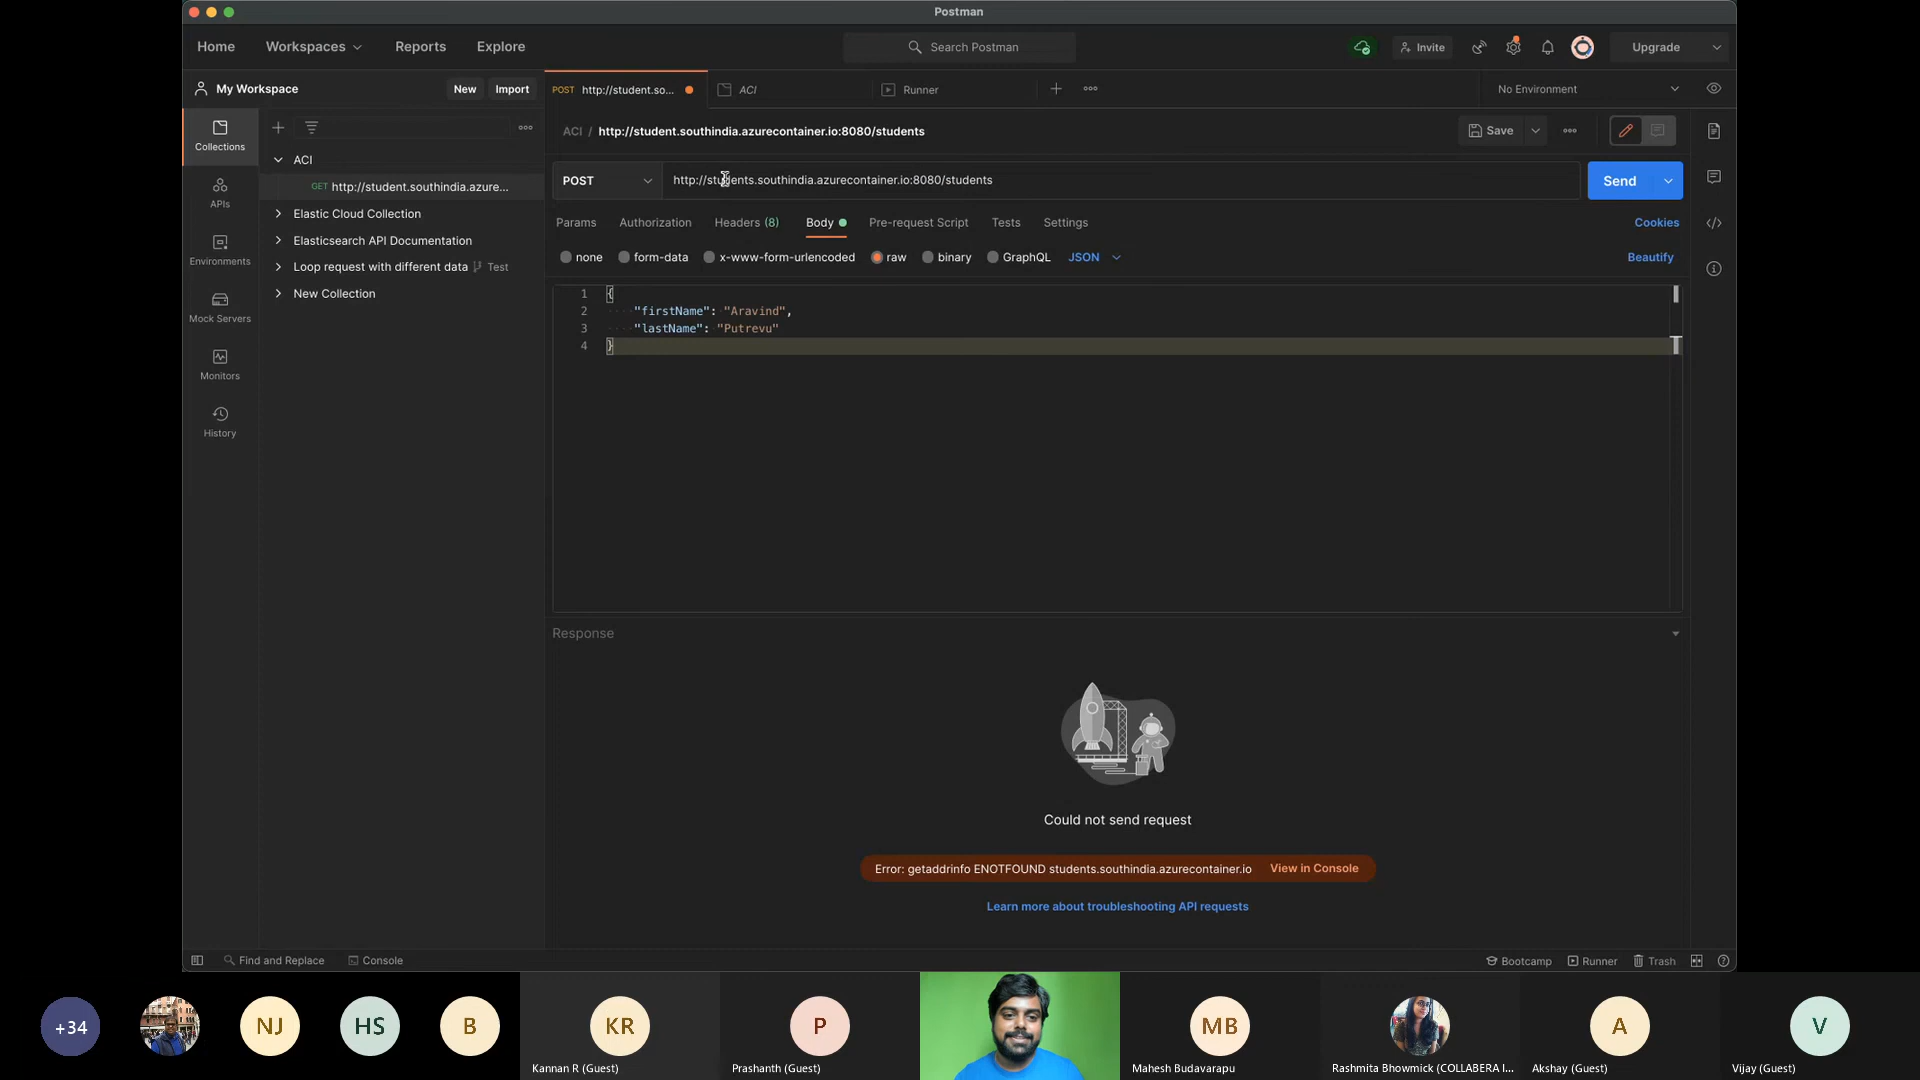 Postman
Home
Workspaces
Reports
Explore
Search Postman
Invite
Upgrade
My Workspace
New
Import
POST http://student.so...
ACI
Runner
No Environment
Collections
APIs
Environments
Mock Servers
Monitors
History
ACI
GET http://student.southindia.azure...
Elastic Cloud Collection
Elasticsearch API Documentation
Loop request with different data Test
New Collection
ACI / http://student.southindia.azurecontainer.io:8080/students
Save
POST
http://students.southindia.azurecontainer.io:8080/students
Send
Params
Authorization
Headers (8)
Body
Pre-request Script
Tests
Settings
Cookies
none
form-data
x-www-form-urlencoded
raw
binary
GraphQL
JSON
Beautify
1 {
2 "firstName": "Aravind",
3 "lastName": "Putrevu"
4 }
Response
Could not send request
Error: getaddrinfo ENOTFOUND students.southindia.azurecontainer.io View in Console
Learn more about troubleshooting API requests
Find and Replace
Console
Bootcamp
Runner
Trash
+34
NJ
HS
B
KR
Kannan R (Guest)
P
Prashanth (Guest)
MB
Mahesh Budavarapu
Rashmita Bhowmick (COLLABERA I...
A
Akshay (Guest)
V
Vijay (Guest)